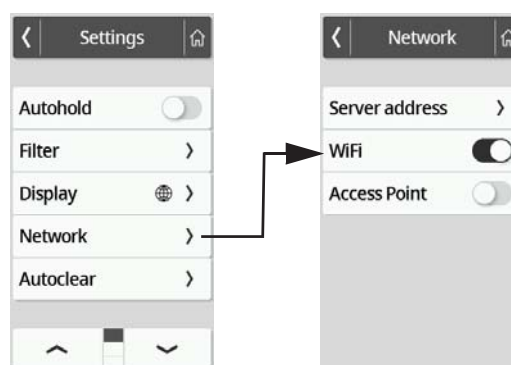 Settings
Autohold
Filter
Display
Network
Autoclear
Network
Server address
WiFi
Access Point